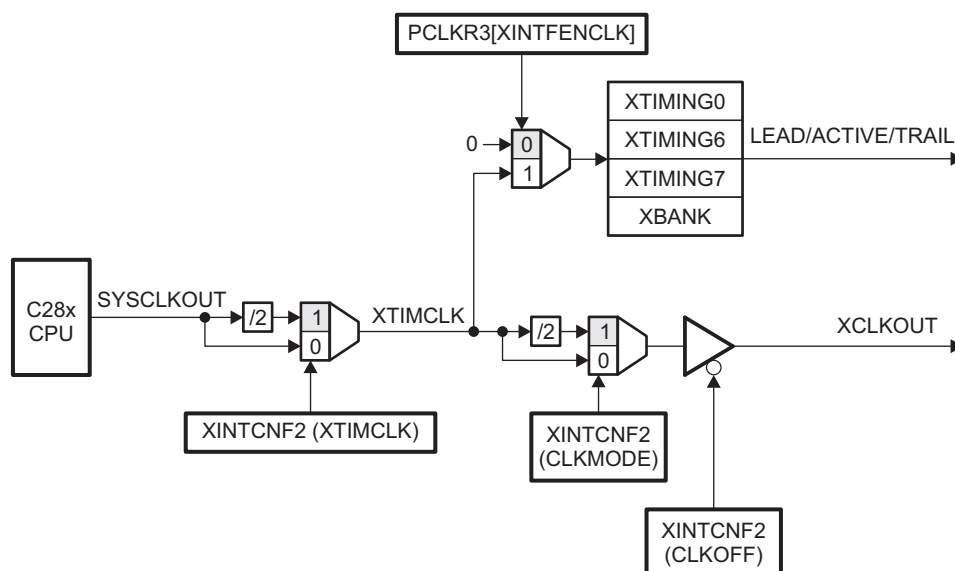 PCLKR3[XINTFENCLK]
XTIMING0
0 0
XTIMING6
LEAD/ACTIVE/TRAIL
1
XTIMING7
XBANK
C28x
CPU
SYSCLKOUT
/2
1
0
XTIMCLK
/2
1
0
XCLKOUT
XINTCNF2 (XTIMCLK)
XINTCNF2
(CLKMODE)
XINTCNF2
(CLKOFF)